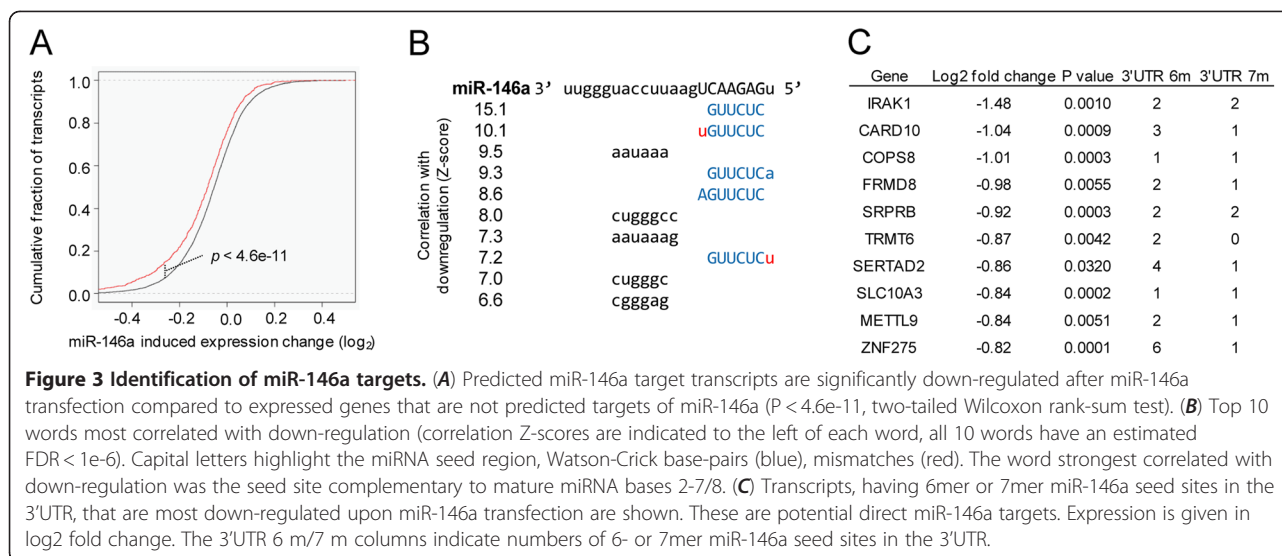 A
Cumulative fraction of transcripts
1.0
0.8
0.6
0.4
0.2
0.0
p < 4.6e-11
-0.4 -0.2 0.0 0.2 0.4
miR-146a induced expression change (log2)
B
miR-146a 3’ uuggguaccuuaagUCAAGAGu 5’
Correlation with downregulation (Z-score)
15.1 GUUCUC
10.1 uGUUCUC
9.5 aauaaa
9.3 GUUCUCa
8.6 AGUUCUC
8.0 cugggcc
7.3 aauaaag
7.2 GUUCUCu
7.0 cugggc
6.6 cgggag
C
Gene Log2 fold change P value 3'UTR 6m 3'UTR 7m
IRAK1 -1.48 0.0010 2 2
CARD10 -1.04 0.0009 3 1
COPS8 -1.01 0.0003 1 1
FRMD8 -0.98 0.0055 2 1
SRPRB -0.92 0.0003 2 2
TRMT6 -0.87 0.0042 2 0
SERTAD2 -0.86 0.0320 4 1
SLC10A3 -0.84 0.0002 1 1
METTL9 -0.84 0.0051 2 1
ZNF275 -0.82 0.0001 6 1
Figure 3 Identification of miR-146a targets. (A) Predicted miR-146a target transcripts are significantly down-regulated after miR-146a
transfection compared to expressed genes that are not predicted targets of miR-146a (P < 4.6e-11, two-tailed Wilcoxon rank-sum test). (B) Top 10
words most correlated with down-regulation (correlation Z-scores are indicated to the left of each word, all 10 words have an estimated
FDR < 1e-6). Capital letters highlight the miRNA seed region, Watson-Crick base-pairs (blue), mismatches (red). The word strongest correlated with
down-regulation was the seed site complementary to mature miRNA bases 2-7/8. (C) Transcripts, having 6mer or 7mer miR-146a seed sites in the
3'UTR, that are most down-regulated upon miR-146a transfection are shown. These are potential direct miR-146a targets. Expression is given in
log2 fold change. The 3'UTR 6 m/7 m columns indicate numbers of 6- or 7mer miR-146a seed sites in the 3'UTR.